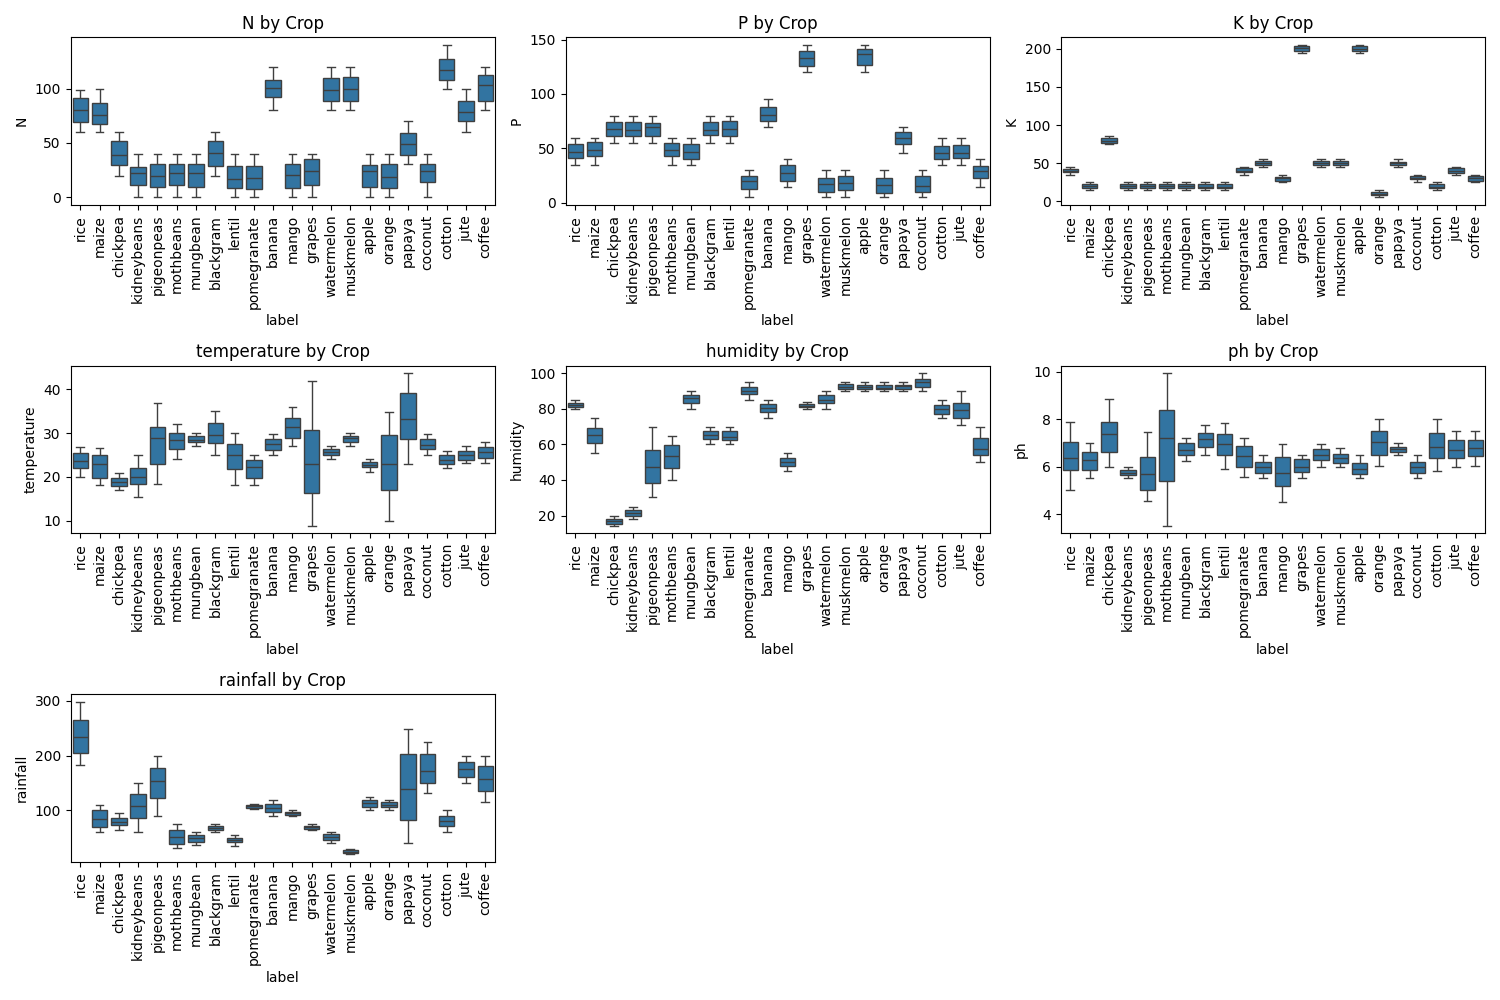 N by Crop
N
100
50
0
rice
maize
chickpea
kidneybeans
pigeonpeas
mothbeans
mungbean
blackgram
lentil
pomegranate
banana
mango
grapes
watermelon
muskmelon
apple
orange
papaya
coconut
cotton
jute
coffee
label
P by Crop
P
150
100
50
0
rice
maize
chickpea
kidneybeans
pigeonpeas
mothbeans
mungbean
blackgram
lentil
pomegranate
banana
mango
grapes
watermelon
muskmelon
apple
orange
papaya
coconut
cotton
jute
coffee
label
K by Crop
K
200
150
100
50
0
rice
maize
chickpea
kidneybeans
pigeonpeas
mothbeans
mungbean
blackgram
lentil
pomegranate
banana
mango
grapes
watermelon
muskmelon
apple
orange
papaya
coconut
cotton
jute
coffee
label
temperature by Crop
temperature
40
30
20
10
rice
maize
chickpea
kidneybeans
pigeonpeas
mothbeans
mungbean
blackgram
lentil
pomegranate
banana
mango
grapes
watermelon
muskmelon
apple
orange
papaya
coconut
cotton
jute
coffee
label
humidity by Crop
humidity
100
80
60
40
20
rice
maize
chickpea
kidneybeans
pigeonpeas
mothbeans
mungbean
blackgram
lentil
pomegranate
banana
mango
grapes
watermelon
muskmelon
apple
orange
papaya
coconut
cotton
jute
coffee
label
ph by Crop
ph
10
8
6
4
rice
maize
chickpea
kidneybeans
pigeonpeas
mothbeans
mungbean
blackgram
lentil
pomegranate
banana
mango
grapes
watermelon
muskmelon
apple
orange
papaya
coconut
cotton
jute
coffee
label
rainfall by Crop
rainfall
300
200
100
rice
maize
chickpea
kidneybeans
pigeonpeas
mothbeans
mungbean
blackgram
lentil
pomegranate
banana
mango
grapes
watermelon
muskmelon
apple
orange
papaya
coconut
cotton
jute
coffee
label